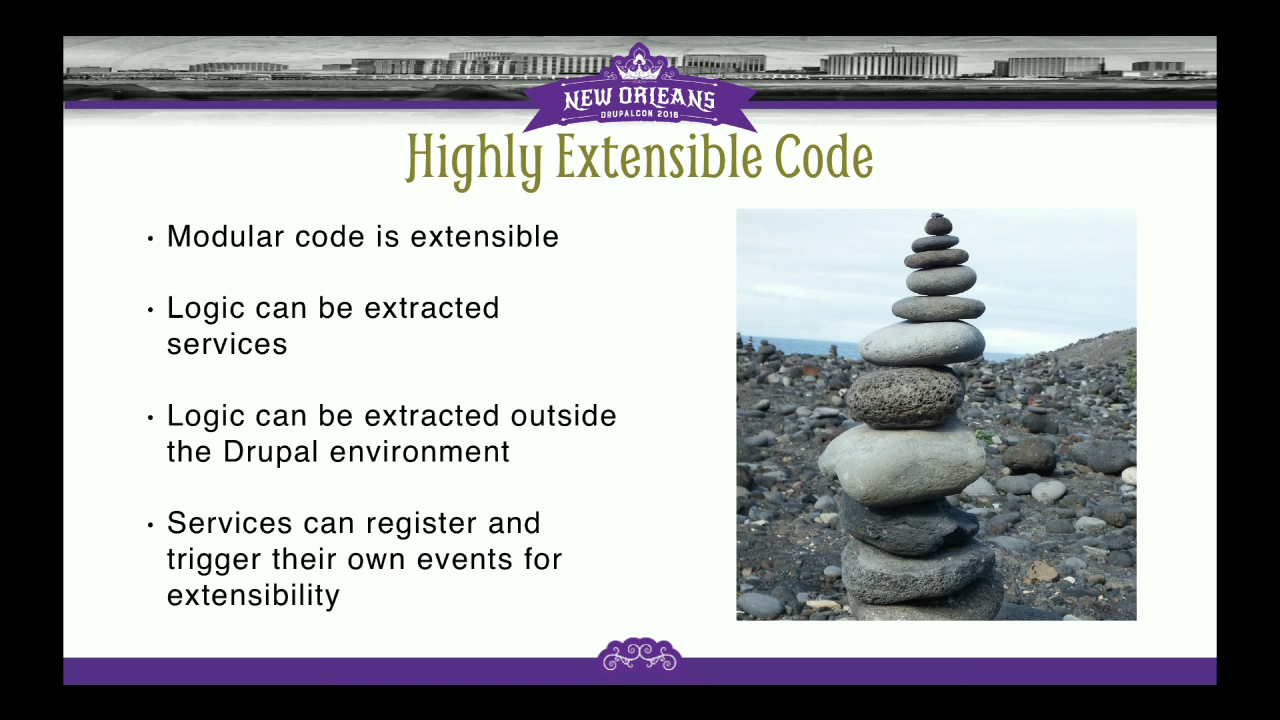 NEW ORLEANS
DRUPALCON 2016
Highly Extensible Code
• Modular code is extensible
• Logic can be extracted
services
• Logic can be extracted outside
the Drupal environment
• Services can register and
trigger their own events for
extensibility